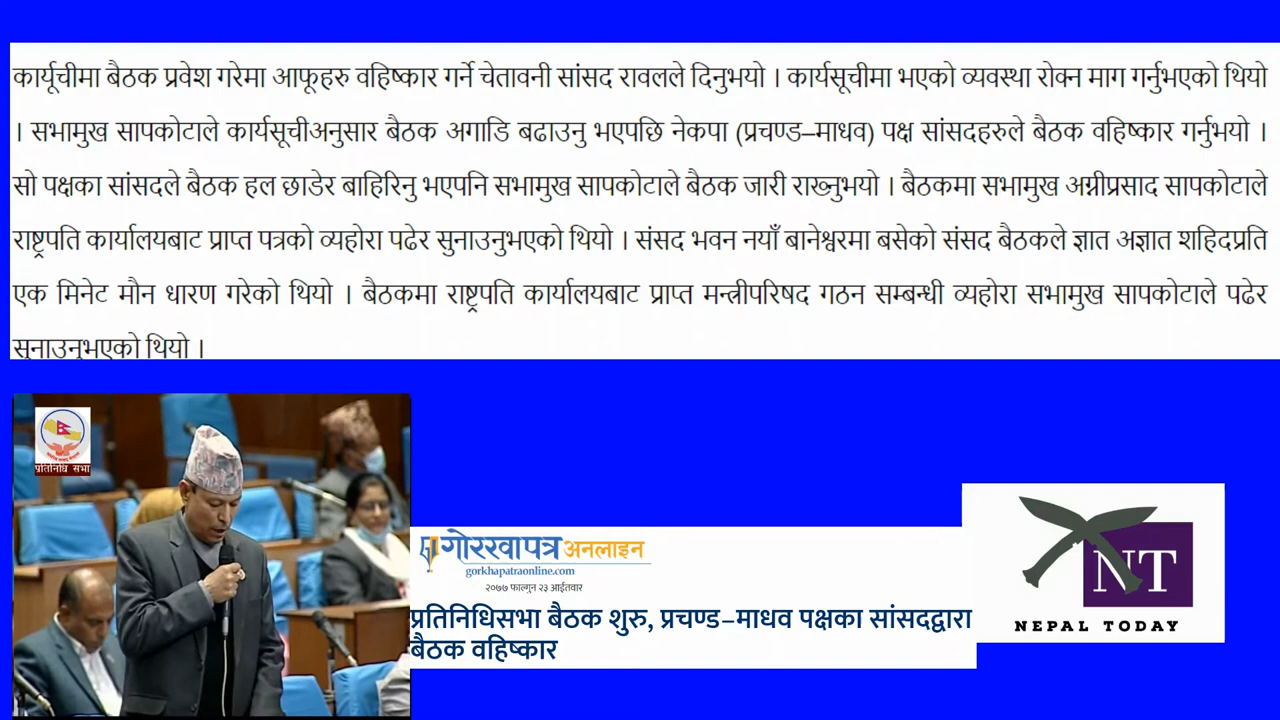 कार्यूचीमा बैठक प्रवेश गरेमा आफूहरु वहिष्कार गर्ने चेतावनी सांसद रावलले दिनुभयो । कार्यसूचीमा भएको व्यवस्था रोक्न माग गर्नुभएको थियो
। सभामुख सापकोटाले कार्यसूचीअनुसार बैठक अगाडि बढाउनु भएपछि नेकपा (प्रचण्ड–माधव) पक्ष सांसदहरुले बैठक वहिष्कार गर्नुभयो ।
सो पक्षका सांसदले बैठक हल छाडेर बाहिरिनु भएपनि सभामुख सापकोटाले बैठक जारी राख्नुभयो । बैठकमा सभामुख अग्नीप्रसाद सापकोटाले
राष्ट्रपति कार्यालयबाट प्राप्त पत्रको व्यहोरा पढेर सुनाउनुभएको थियो । संसद भवन नयाँ बानेश्वरमा बसेको संसद बैठकले ज्ञात अज्ञात शहिदप्रति
एक मिनेट मौन धारण गरेको थियो । बैठकमा राष्ट्रपति कार्यालयबाट प्राप्त मन्त्रीपरिषद गठन सम्बन्धी व्यहोरा सभामुख सापकोटाले पढेर
सुनाउनुभएको थियो ।
प्रतिनिधि सभा
गोरखापत्र अनलाइन
gorkhapatraonline.com
२०७७ फाल्गुन २३ आईतवार
प्रतिनिधिसभा बैठक शुरु, प्रचण्ड–माधव पक्षका सांसदद्वारा
बैठक वहिष्कार
NT
NEPAL TODAY